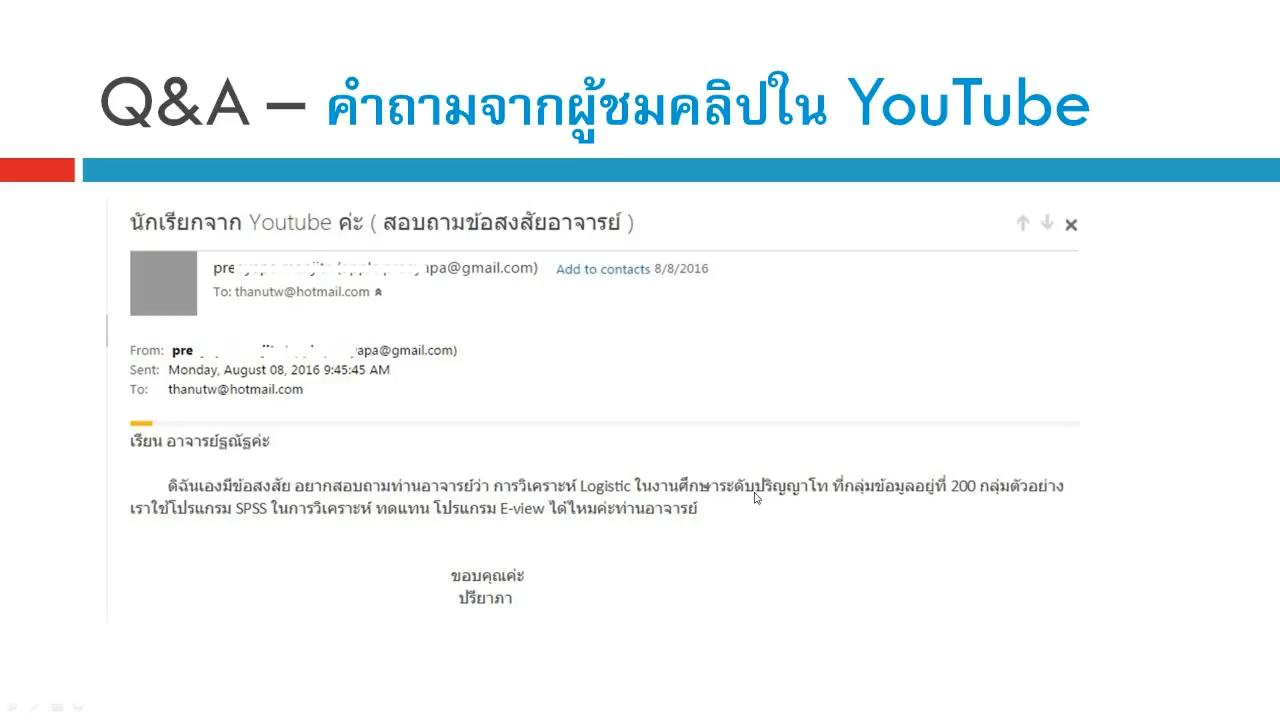 Q&A – คำถามจากผู้ชมคลิปใน YouTube
นักเรียกจาก Youtube ค่ะ ( สอบถามข้อสงสัยอาจารย์ )
@gmail.com) Add to contacts 8/8/2016
To: thanutw@hotmail.com
From: pre apa@gmail.com)
Sent: Monday, August 08, 2016 9:45:45 AM
To: thanutw@hotmail.com
เรียน อาจารย์ฐณัฐค่ะ
ดิฉันเองมีข้อสงสัย อยากสอบถามท่านอาจารย์ว่า การวิเคราะห์ Logistic ในงานศึกษาระดับปริญญาโท ที่กลุ่มข้อมูลอยู่ที่ 200 กลุ่มตัวอย่าง
เราใช้โปรแกรม SPSS ในการวิเคราะห์ ทดแทน โปรแกรม E-view ได้ไหมค่ะท่านอาจารย์
ขอบคุณค่ะ
ปรียาภา